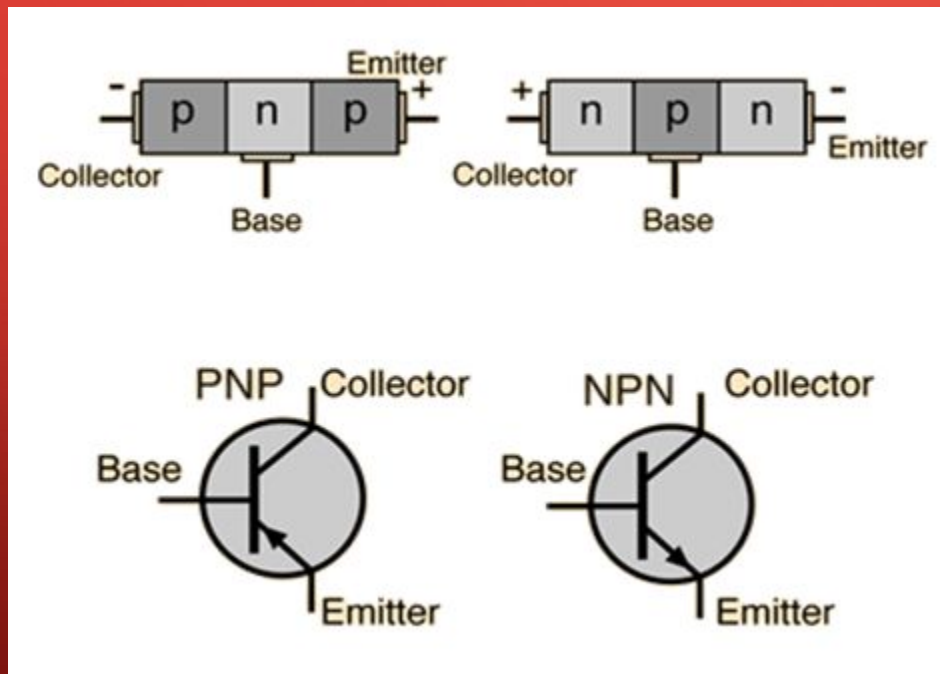 Emitter
- +
p n p
Collector
Base
+ -
n p n
Emitter
Collector
Base
PNP Collector
Base
Emitter
NPN Collector
Base
Emitter